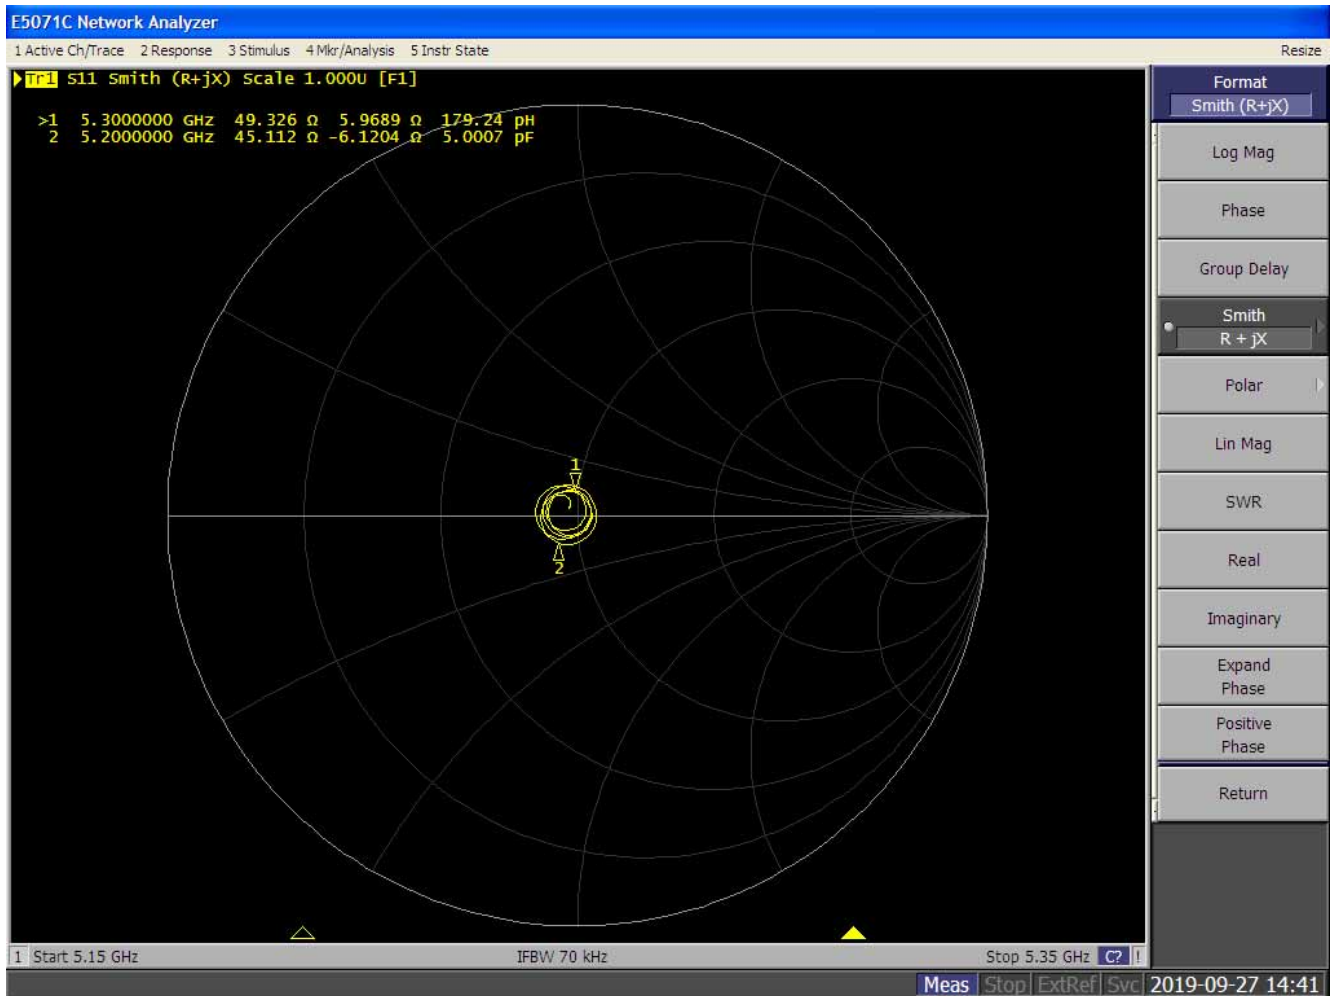 E5071C Network Analyzer
1 Active Ch/Trace 2 Response 3 Stimulus 4 Mkr/Analysis 5 Instr State Resize
Tr1 S11 Smith (R+jX) Scale 1.000U [F1]
>1 5.3000000 GHz 49.326 Ω 5.9689 Ω 179.24 pH
2 5.2000000 GHz 45.112 Ω -6.1204 Ω 5.0007 pF
1
2
Format
Smith (R+jX)
Log Mag
Phase
Group Delay
Smith
R + jX
Polar
Lin Mag
SWR
Real
Imaginary
Expand
Phase
Positive
Phase
Return
1 Start 5.15 GHz IFBW 70 kHz Stop 5.35 GHz C? !
Meas Stop ExtRef Svc 2019-09-27 14:41